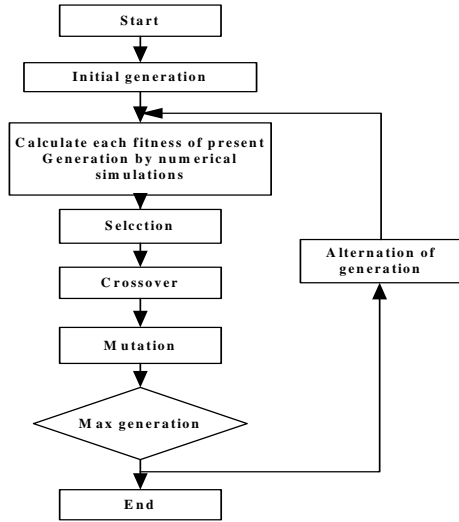 Start
Initial generation
Calculate each fitness of present
Generation by numerical
simulations
Selcction
Crossover
Mutation
Max generation
End
Alternation of
generation